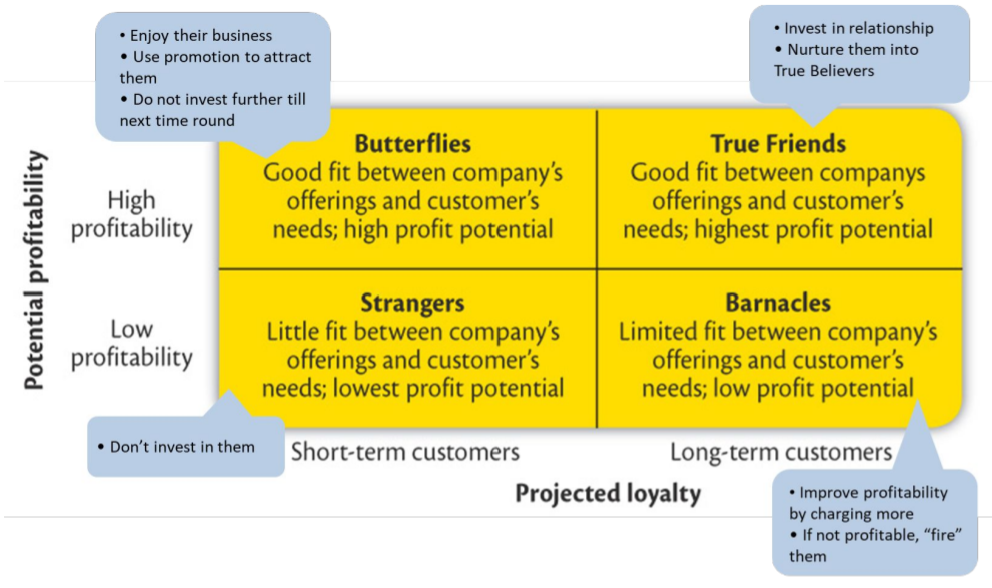 • Enjoy their business
• Use promotion to attract
them
• Do not invest further till
next time round
• Invest in relationship
• Nurture them into
True Believers
Potential profitability
High
profitability
Butterflies
Good fit between company's
offerings and customer's
needs; high profit potential
True Friends
Good fit between companys
offerings and customer's
needs; highest profit potential
Low
profitability
Strangers
Little fit between company's
offerings and customer's
needs; lowest profit potential
Barnacles
Limited fit between company's
offerings and customer's
needs; low profit potential
• Don't invest in them
Short-term customers
Long-term customers
Projected loyalty
• Improve profitability
by charging more
• If not profitable, "fire"
them